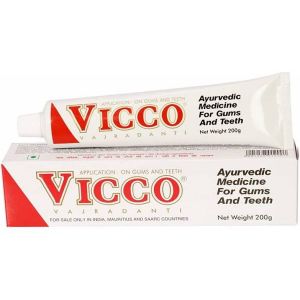 APPLICATION - ON GUMS AND TEETH
VICCO
VAJRADANTI
Ayurvedic
Medicine
For Gums
And Teeth
Net Weight 200g
APPLICATION - ON GUMS AND TEETH
VICCO®
VAJRADANTI
FOR SALE ONLY IN INDIA, MAURITIUS AND SAARC COUNTRIES
Ayurvedic
Medicine
For Gums
And Teeth
Net Weight 200g